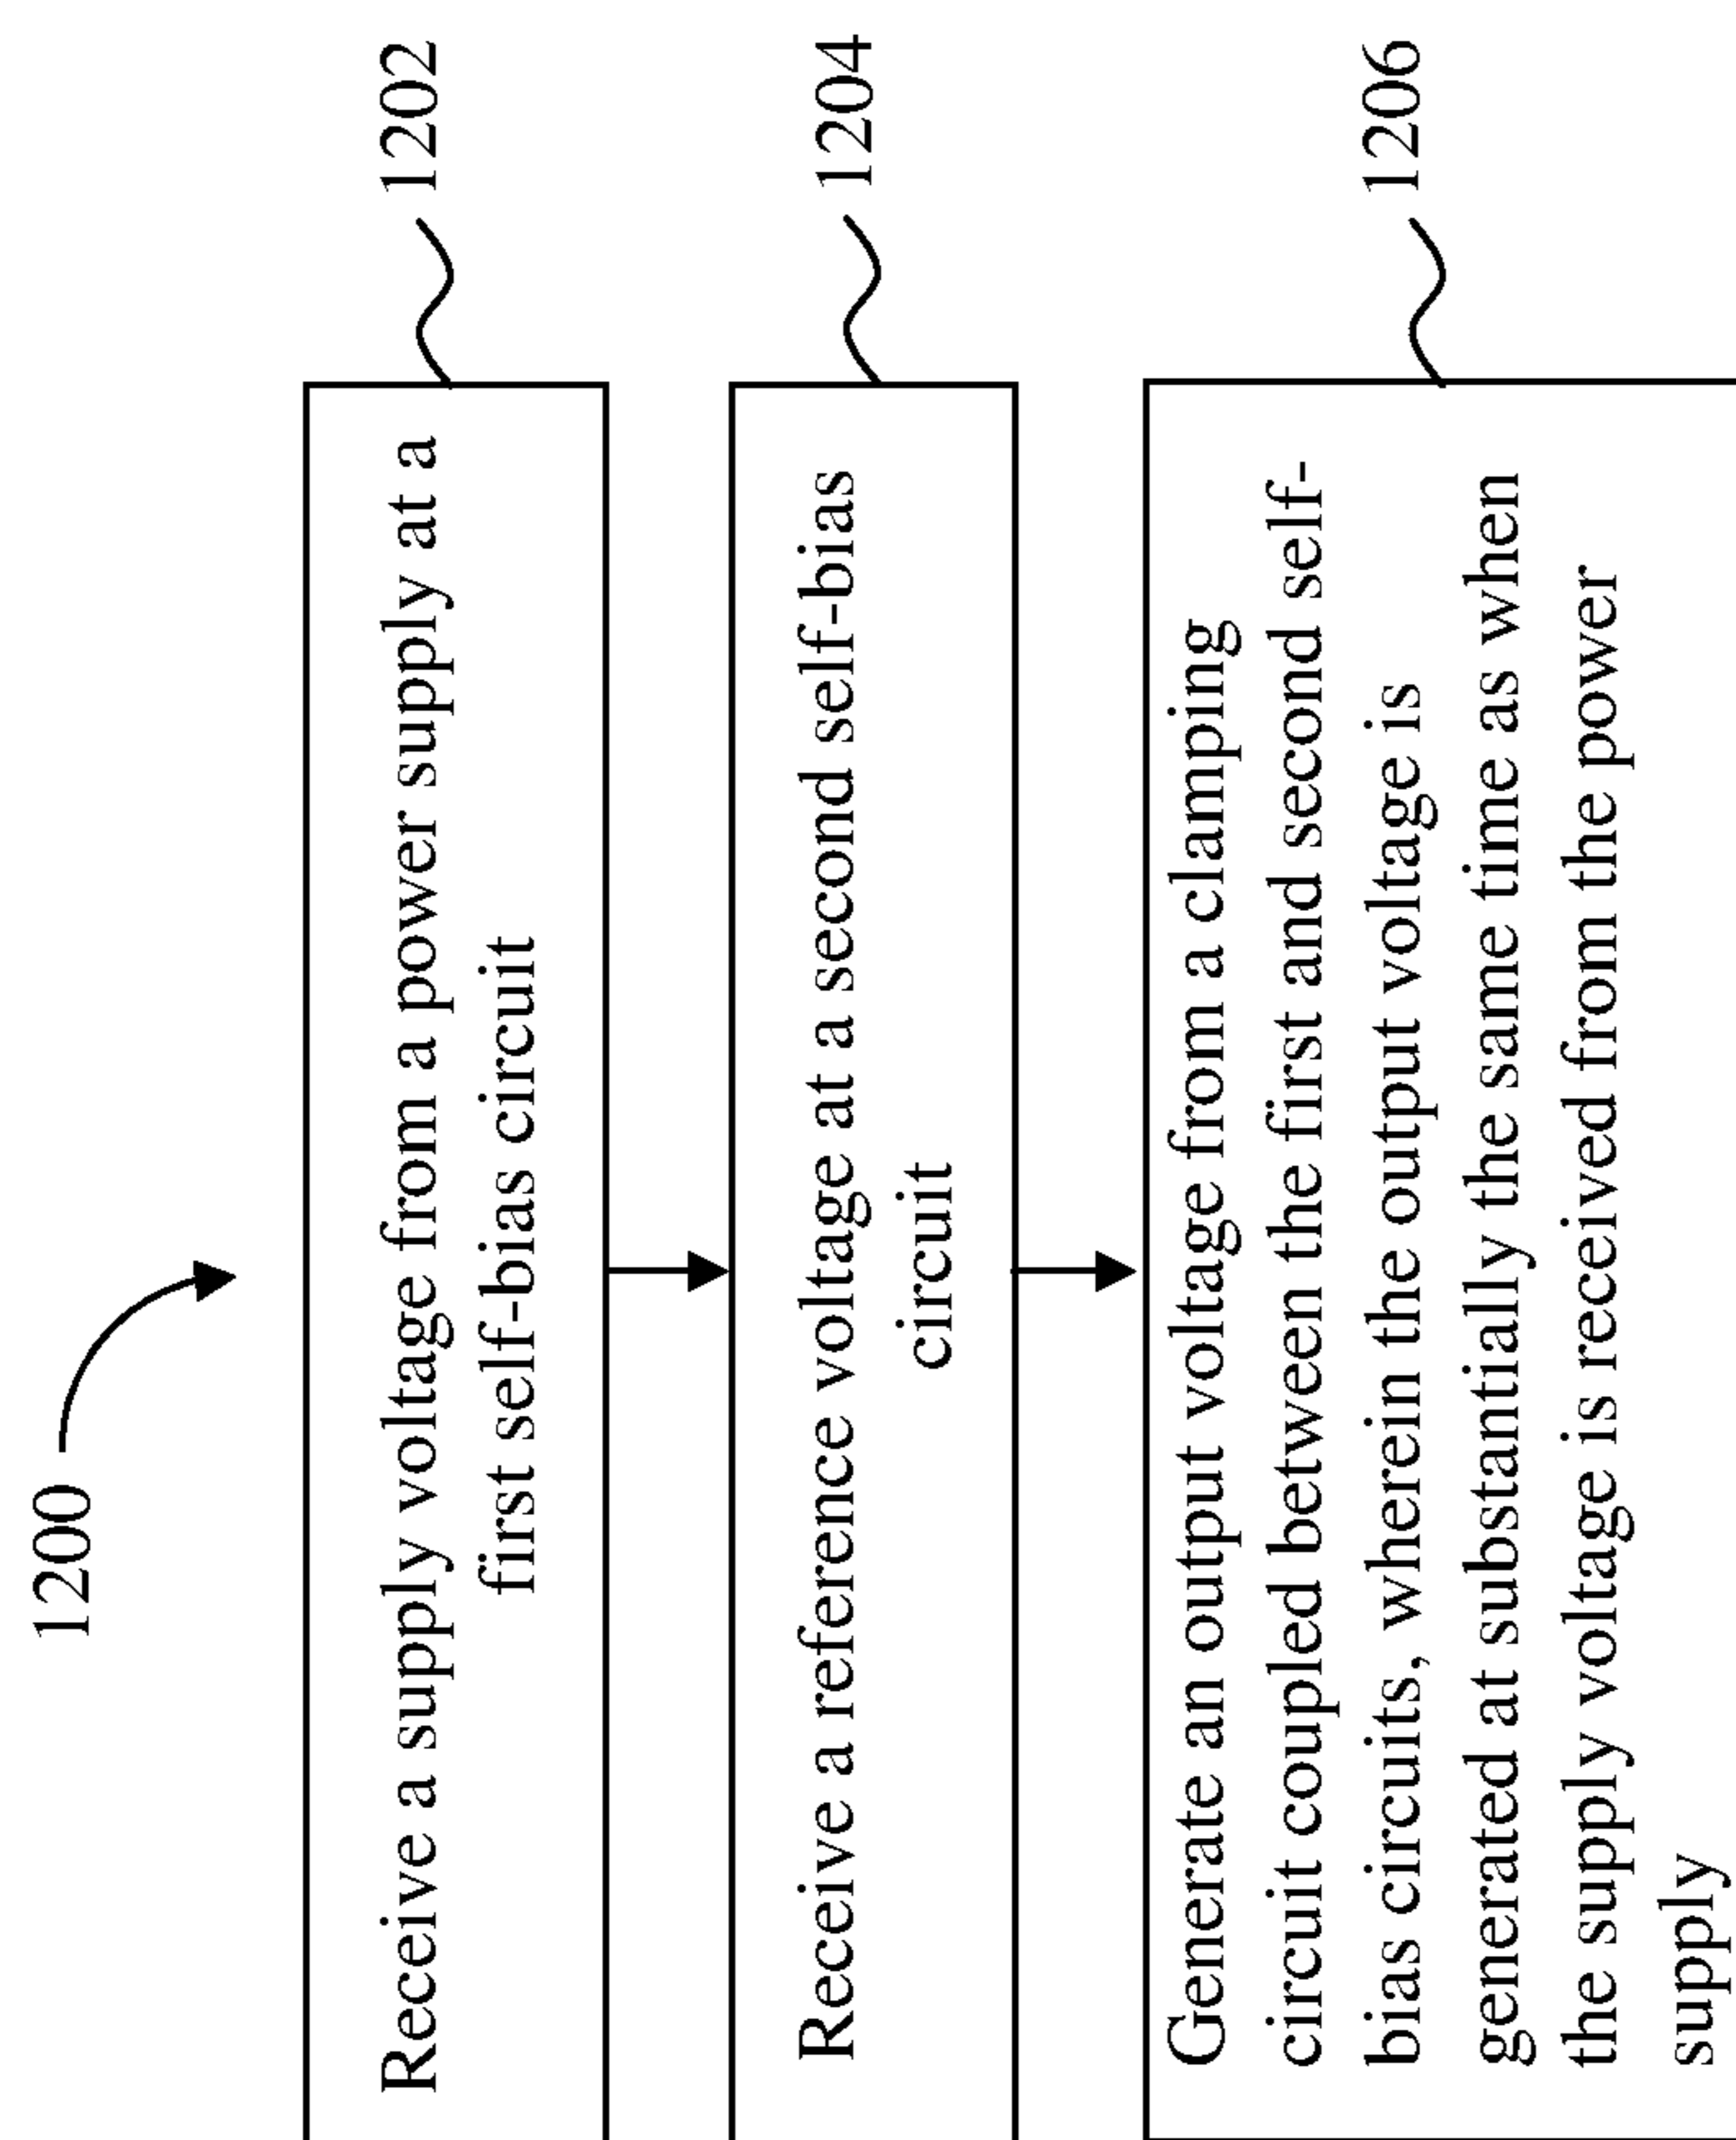 1200
Receive a supply voltage from a power supply at a
first self-bias circuit
1202
Receive a reference voltage at a second self-bias
circuit
1204
Generate an output voltage from a clamping
circuit coupled between the first and second self-
bias circuits, wherein the output voltage is
generated at substantially the same time as when
the supply voltage is received from the power
supply
1206